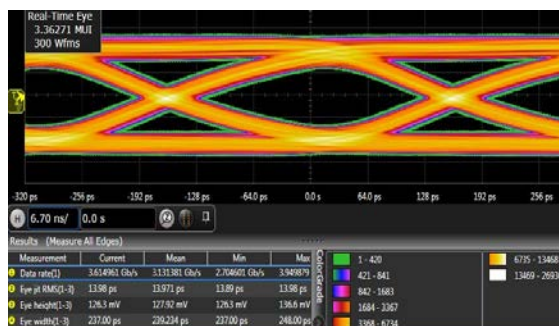 Real-Time Eye
3.36271 MUI
300 Wfms
-320 ps -256 ps -192 ps -128 ps -64.0 ps 0.0 s 64.0 ps 128 ps 192 ps 256 ps
H 6.70 ns/ 0.0 s
Results (Measure All Edges)
Measurement Current Mean Min Max
Data rate(1) 3.614961 Gb/s 3.131381 Gb/s 2.704601 Gb/s 3.949879
Eye jit RMS(1-3) 13.98 ps 13.971 ps 13.89 ps 13.98 ps
Eye height(1-3) 126.3 mV 127.92 mV 126.3 mV 136.6 mV
Eye width(1-3) 237.00 ps 239.234 ps 237.00 ps 248.00 ps
ColorGrade
1 - 420
421 - 841
842 - 1683
1684 - 3367
3368 - 6734
6735 - 13468
13469 - 2693